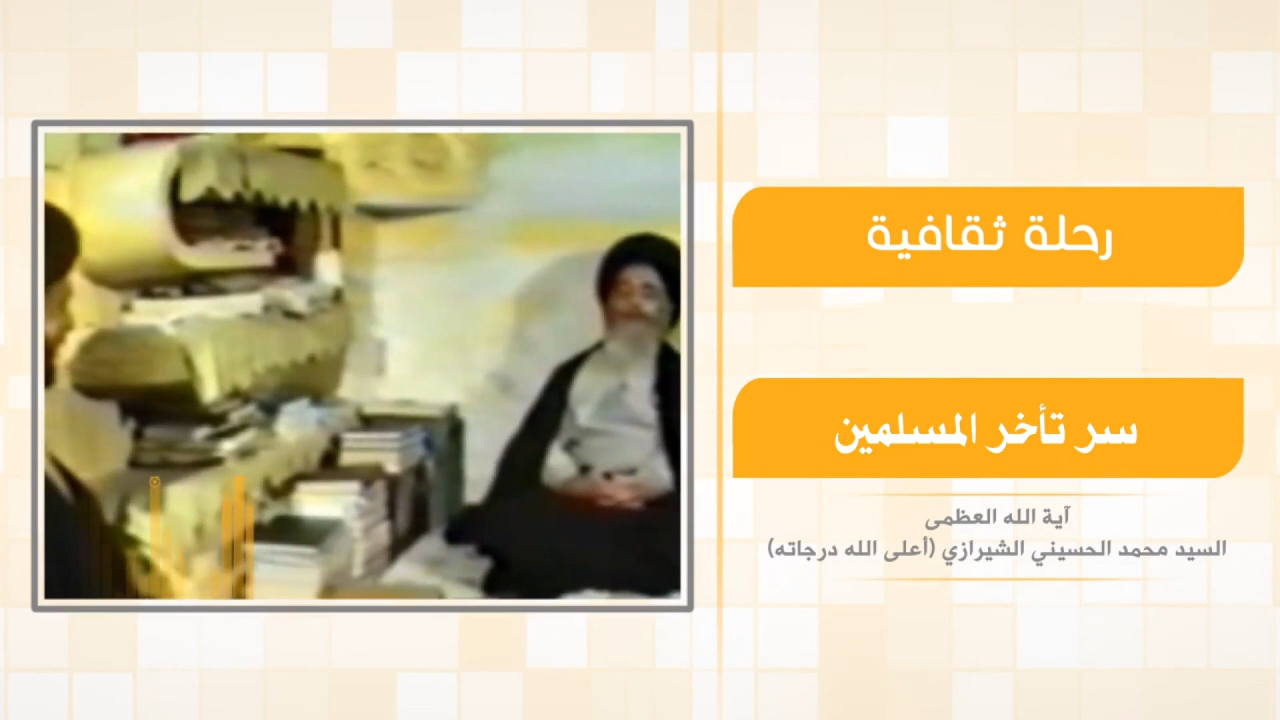 رحلة ثقافية
سر تأخر المسلمين
آية الله العظمى
السيد محمد الحسيني الشيرازي (أعلى الله درجاته)